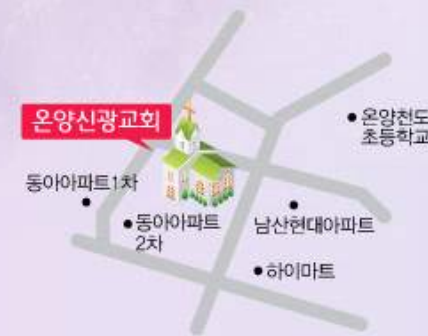 온양신광교회
온양천도
초등학교
동아아파트1차
동아아파트
2차
남산현대아파트
하이마트